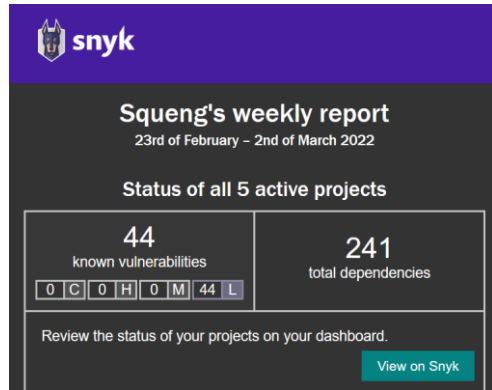 snyk
Squeng's weekly report
23rd of February – 2nd of March 2022
Status of all 5 active projects
44
known vulnerabilities
0 C 0 H 0 M 44 L
241
total dependencies
Review the status of your projects on your dashboard.
View on Snyk